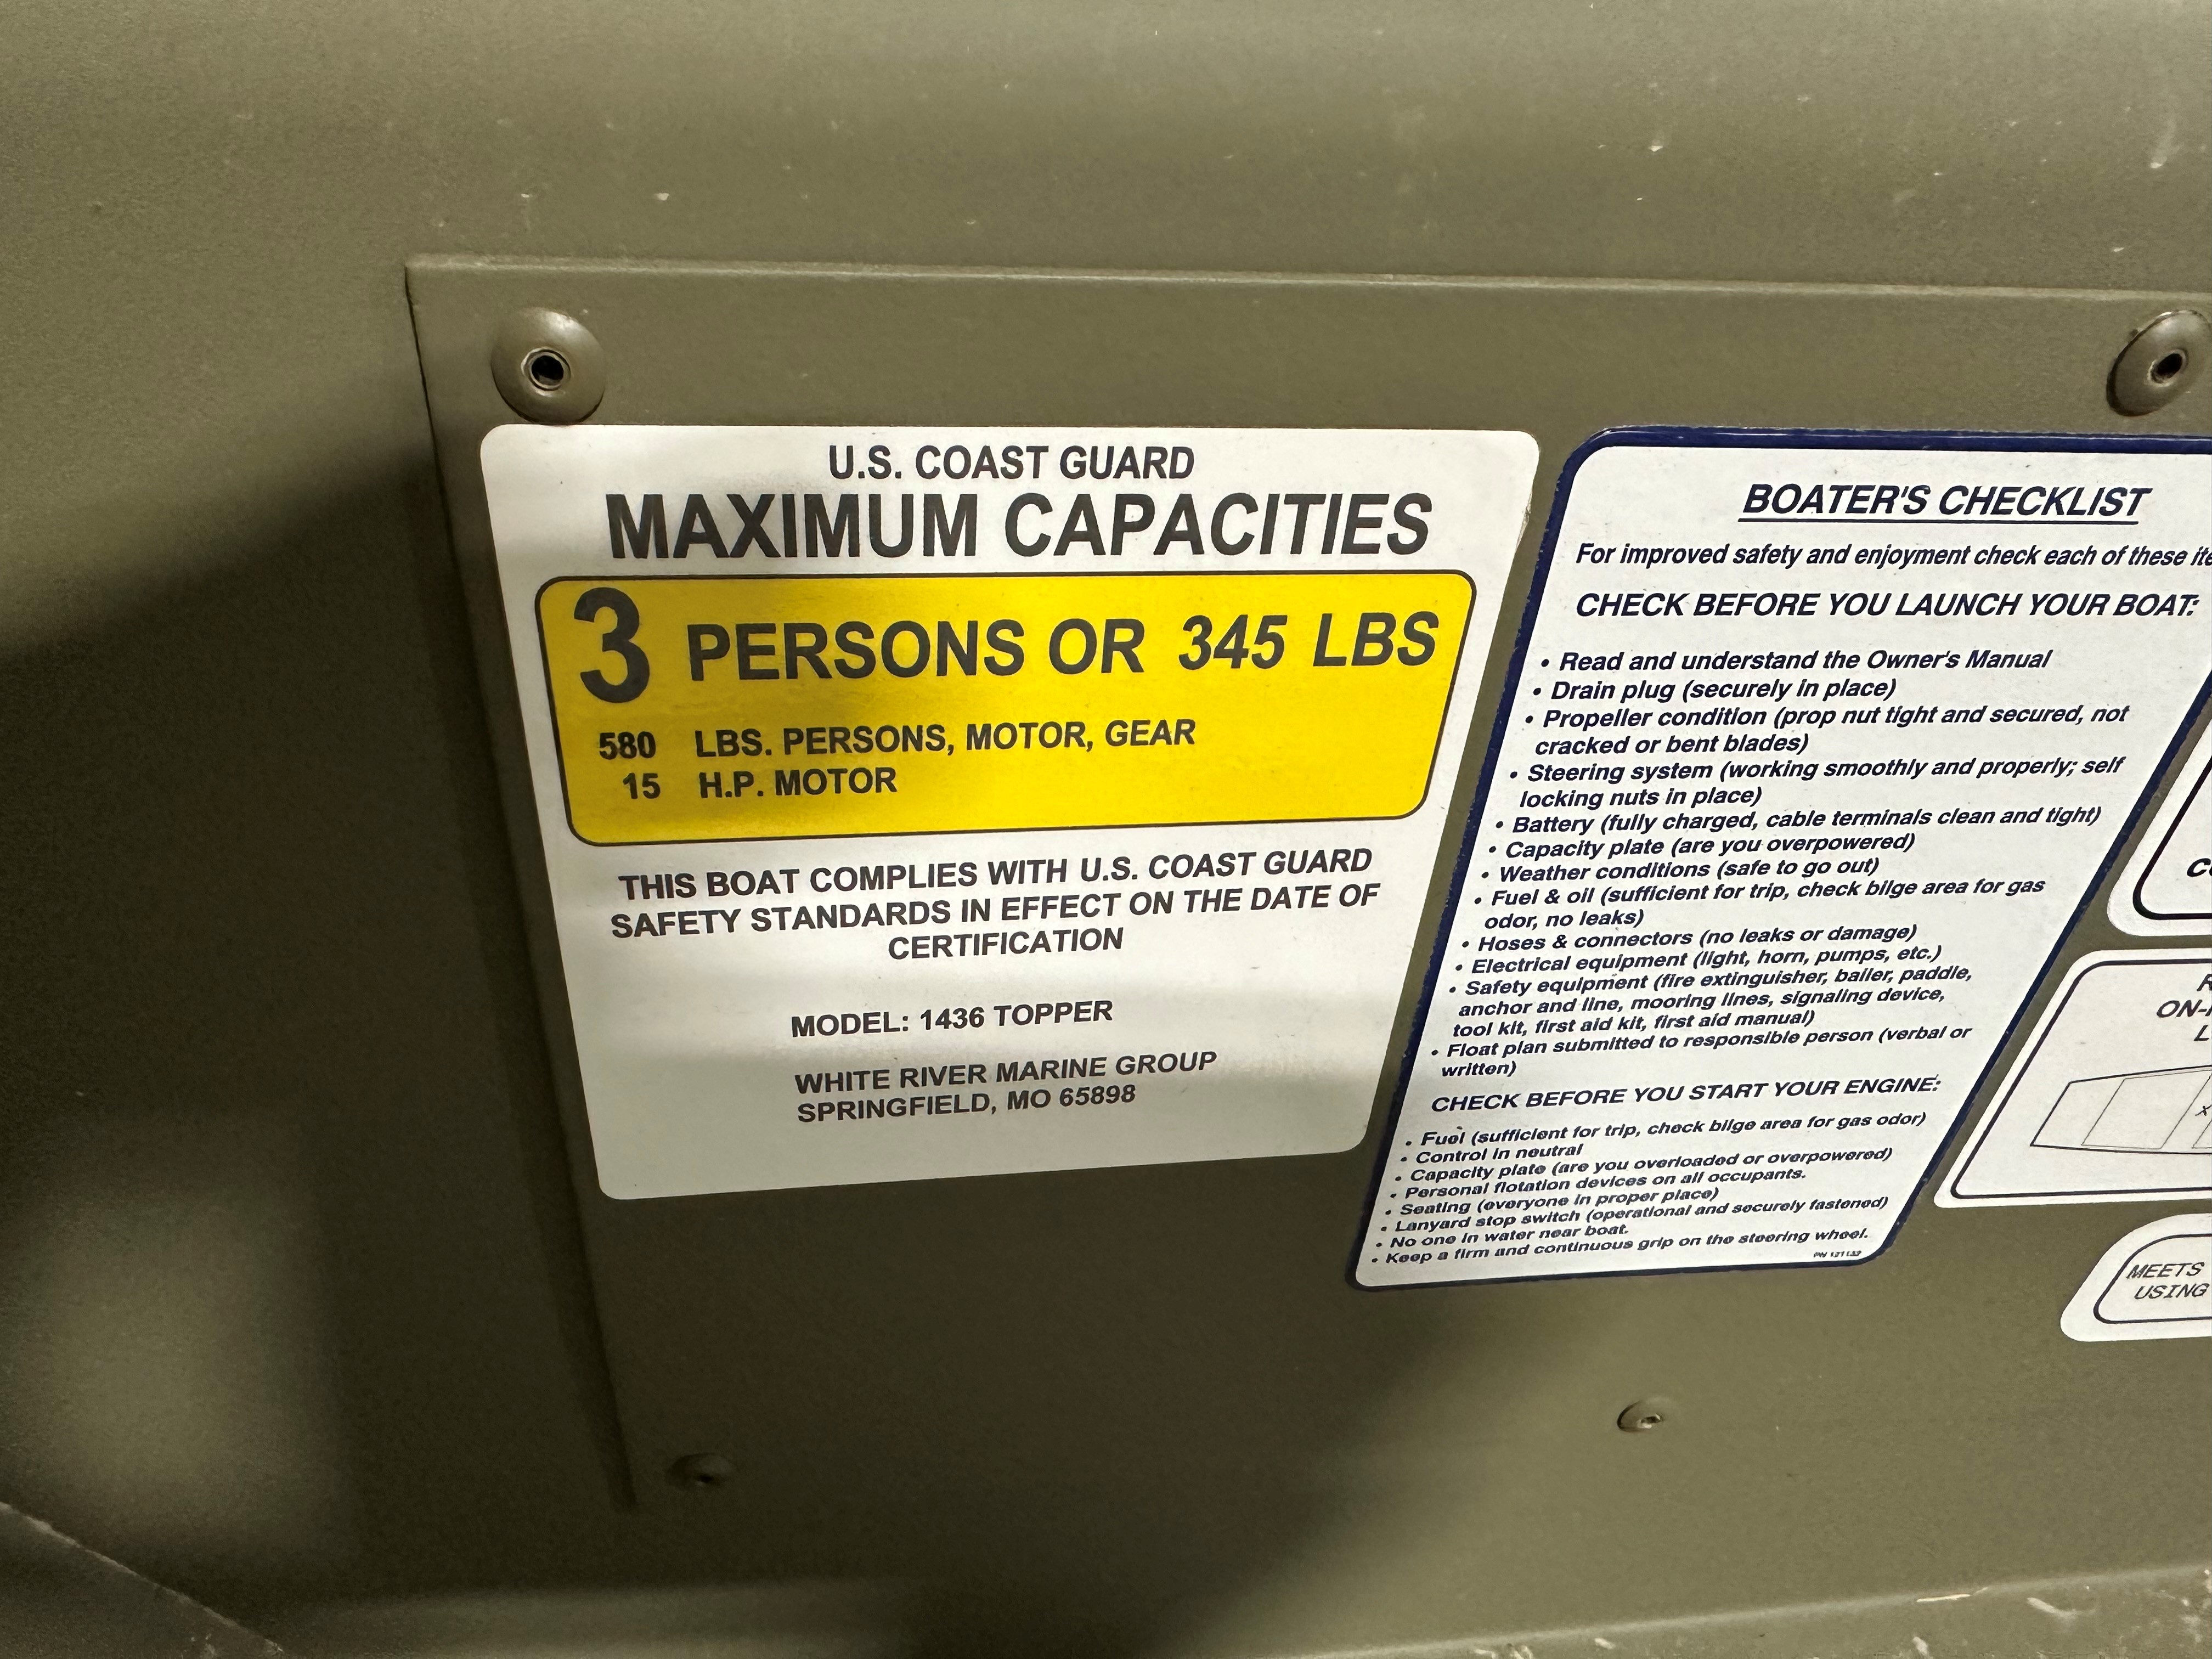 U.S. COAST GUARD
MAXIMUM CAPACITIES
3 PERSONS OR 345 LBS
580 LBS. PERSONS, MOTOR, GEAR
15 H.P. MOTOR
THIS BOAT COMPLIES WITH U.S. COAST GUARD
SAFETY STANDARDS IN EFFECT ON THE DATE OF
CERTIFICATION
MODEL: 1436 TOPPER
WHITE RIVER MARINE GROUP
SPRINGFIELD, MO 65898
BOATER'S CHECKLIST
For improved safety and enjoyment check each of these
CHECK BEFORE YOU LAUNCH YOUR BOAT:
• Read and understand the Owner's Manual
• Drain plug (securely in place)
• Propeller condition (prop nut tight and secured, not
cracked or bent blades)
• Steering system (working smoothly and properly; self
locking nuts in place)
• Battery (fully charged, cable terminals clean and tight)
• Capacity plate (are you overpowered)
• Weather conditions (safe to go out)
• Fuel & oil (sufficient for trip, check bilge area for gas
odor, no leaks)
• Hoses & connectors (no leaks or damage)
• Electrical equipment (light, horn, pumps, etc.)
• Safety equipment (fire extinguisher, bailer, paddle,
anchor and line, mooring lines, signaling device,
tool kit, first aid kit, first aid manual)
• Float plan submitted to responsible person (verbal or
written)
CHECK BEFORE YOU START YOUR ENGINE:
• Fuel (sufficient for trip, check bilge area for gas odor)
• Control in neutral
• Capacity plate (are you overloaded or overpowered)
• Personal flotation devices on all occupants.
• Seating (everyone in proper place)
• Lanyard stop switch (operational and securely fastened)
• No one in water near boat.
• Keep a firm and continuous grip on the steering wheel.
MEETS
USING